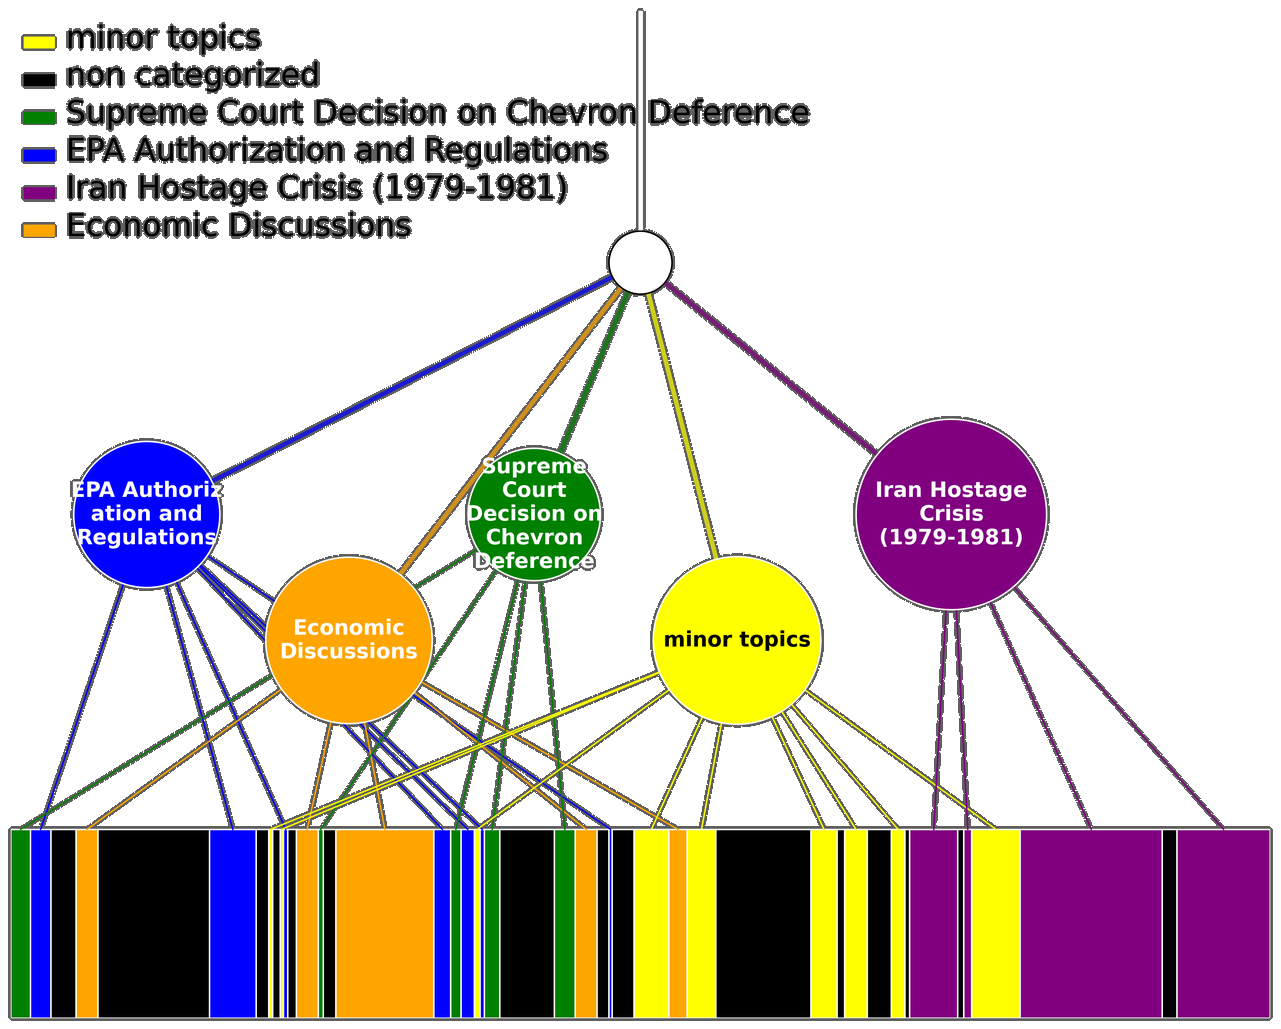 minor topics
non categorized
Supreme Court Decision on Chevron Deference
EPA Authorization and Regulations
Iran Hostage Crisis (1979-1981)
Economic Discussions
EPA Authoriz
ation and
Regulations
Supreme
Court
Decision on
Chevron
Deference
Iran Hostage
Crisis
(1979-1981)
Economic
Discussions
minor topics